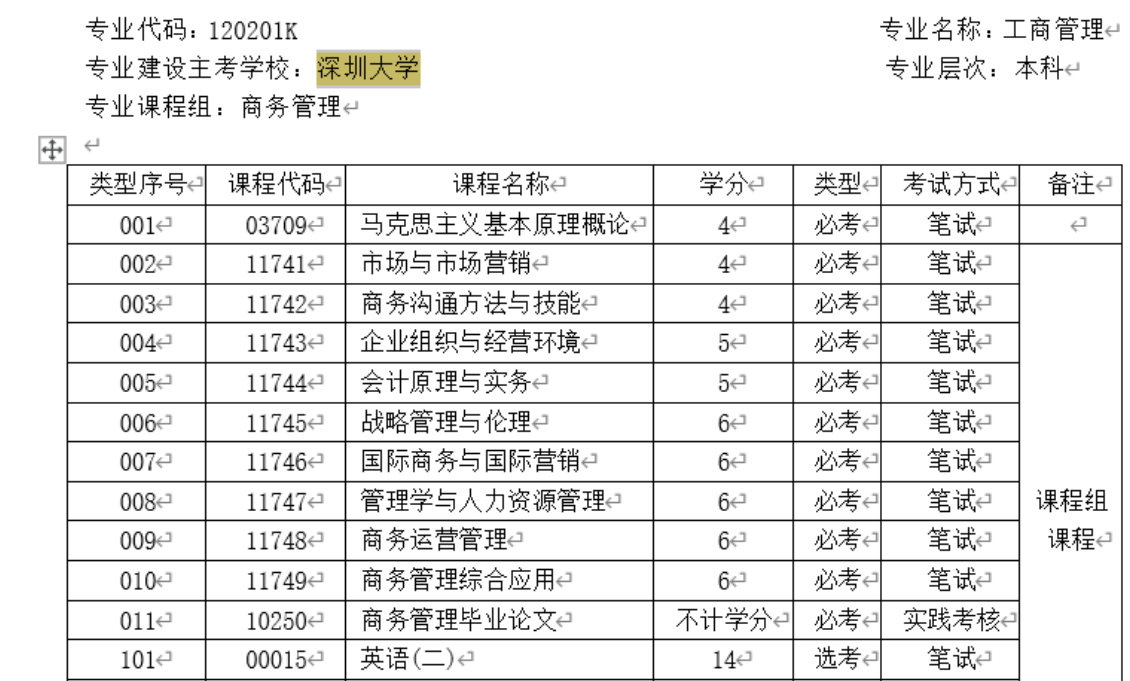 专业代码：120201K 专业名称：工商管理
专业建设主考学校：深圳大学 专业层次：本科
专业课程组：商务管理
类型序号 课程代码 课程名称 学分 类型 考试方式 备注
001 03709 马克思主义基本原理概论 4 必考 笔试
002 11741 市场与市场营销 4 必考 笔试
003 11742 商务沟通方法与技能 4 必考 笔试
004 11743 企业组织与经营环境 5 必考 笔试
005 11744 会计原理与实务 5 必考 笔试
006 11745 战略管理与伦理 6 必考 笔试
007 11746 国际商务与国际营销 6 必考 笔试
008 11747 管理学与人力资源管理 6 必考 笔试 课程组
009 11748 商务运营管理 6 必考 笔试 课程
010 11749 商务管理综合应用 6 必考 笔试
011 10250 商务管理毕业论文 不计学分 必考 实践考核
101 00015 英语(二) 14 选考 笔试